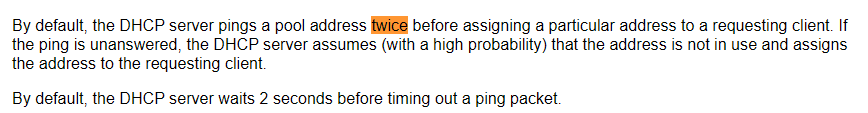 By default, the DHCP server pings a pool address twice before assigning a particular address to a requesting client. If
the ping is unanswered, the DHCP server assumes (with a high probability) that the address is not in use and assigns
the address to the requesting client.
By default, the DHCP server waits 2 seconds before timing out a ping packet.